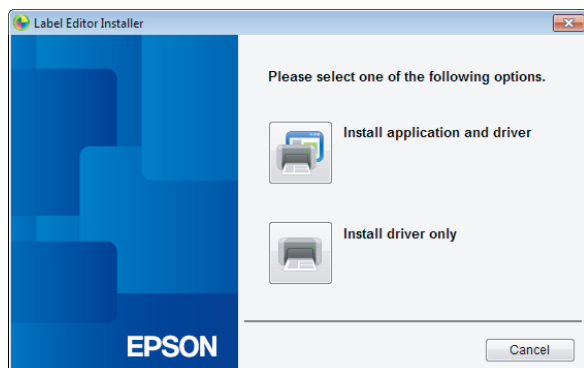 Label Editor Installer
Please select one of the following options.
Install application and driver
Install driver only
EPSON
Cancel